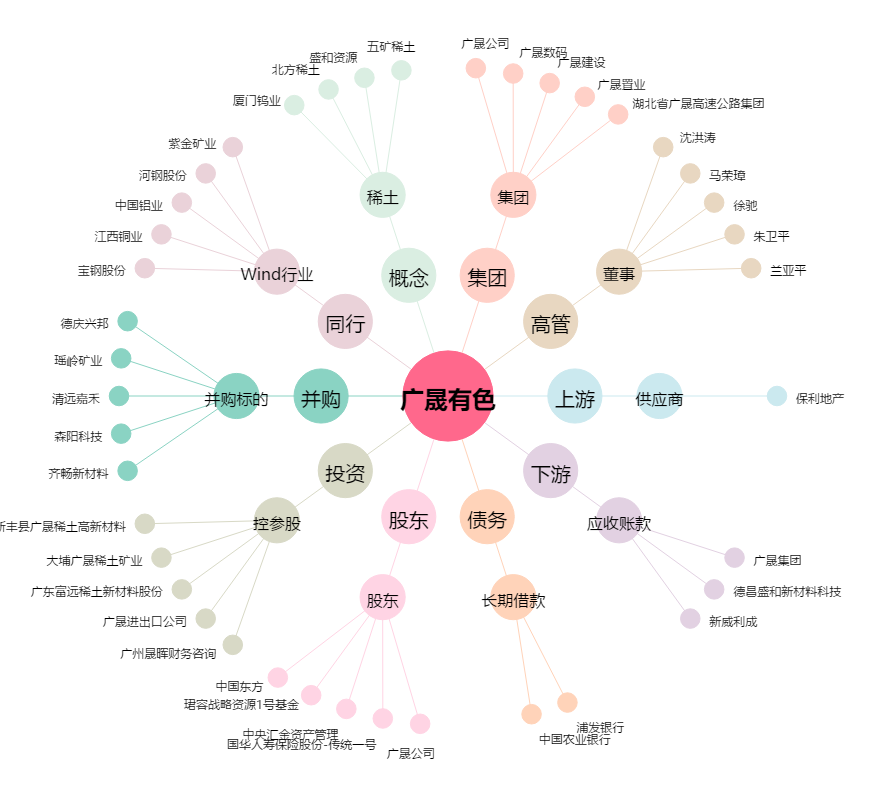 广晟公司
五矿稀土
广晟数码
盛和资源
广晟建设
北方稀土
广晟置业
厦门钨业
湖北省广晟高速公路集团
沈洪涛
紫金矿业
河钢股份
马荣璋
稀土
集团
中国铝业
徐驰
江西铜业
朱卫平
宝钢股份
Wind行业
概念
集团
董事
兰亚平
德庆兴邦
同行
高管
瑶岭矿业
清远嘉禾
并购标的
并购
广晟有色
上游
供应商
保利地产
森阳科技
齐畅新材料
投资
下游
新丰县广晟稀土高新材料
控参股
股东
债务
应收账款
大埔广晟稀土矿业
广晟集团
广东富远稀土新材料股份
德昌盛和新材料科技
股东
长期借款
广晟进出口公司
新威利成
广州晟晖财务咨询
中国东方
珺容战略资源1号基金
中央汇金资产管理
国华人寿保险股份-传统一号
广晟公司
浦发银行
中国农业银行